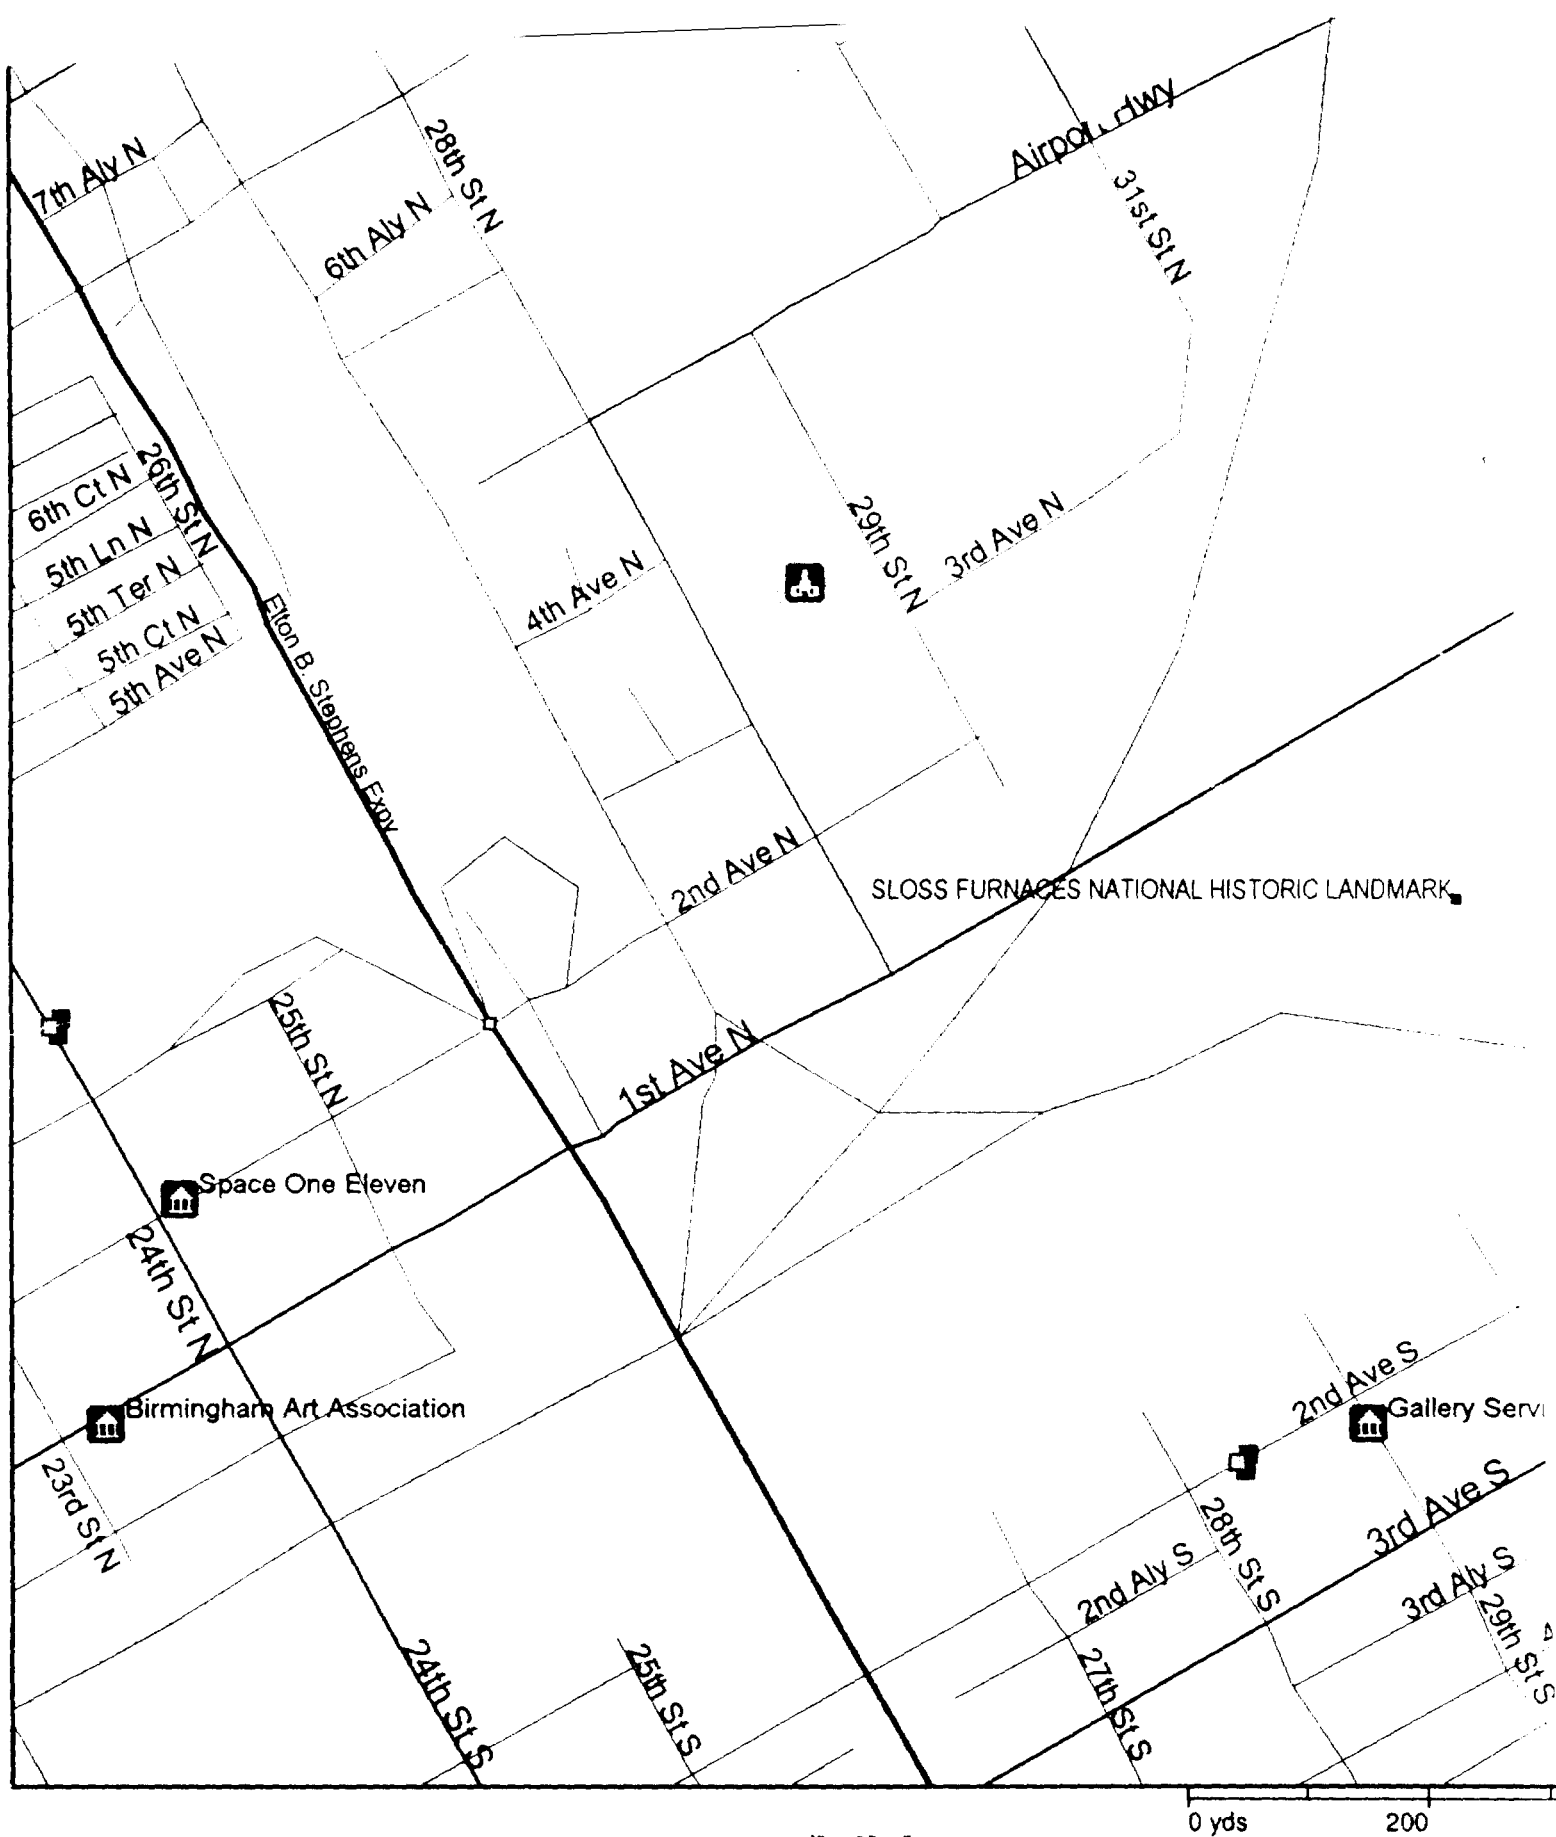 Airpo
28th St N
7th Aly N
31st St N
6th Aly N
26th St N
6th Ct N
29th St N
3rd Ave N
5th Ln N
5th Ter N
4th Ave N
5th Ct N
5th Ave N
Elton B. Stephens Expy
2nd Ave N
SLOSS FURNACES NATIONAL HISTORIC LANDMARK
25th St N
1st Ave N
Space One Eleven
24th St N
2nd Ave S
Birmingham Art Association
Gallery Servi
23rd St N
3rd Ave S
28th St S
2nd Aly S
3rd Aly S
29th St S
24th St S
25th St S
27th St S
0 yds 200